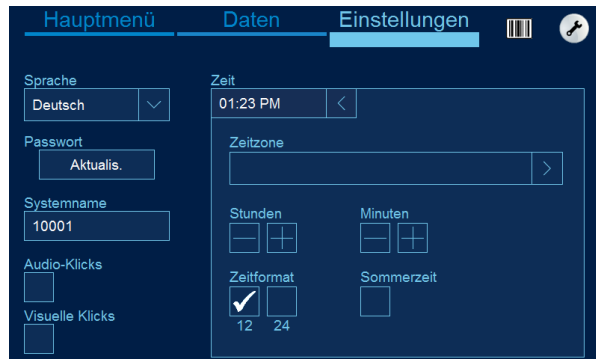 Hauptmenü Daten Einstellungen
Sprache
Deutsch
Passwort
Aktualis.
Systemname
10001
Audio-Klicks
Visuelle Klicks
Zeit
01:23 PM
Zeitzone
Stunden Minuten
Zeitformat Sommerzeit
12 24